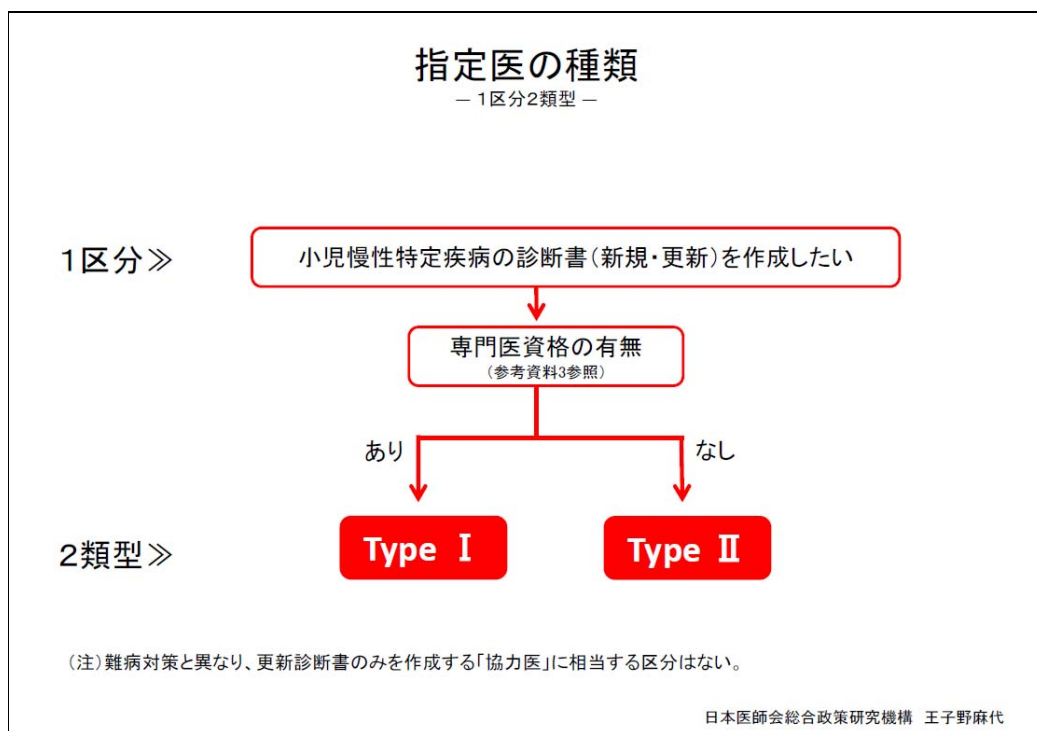 指定医の種類
― 1区分2類型 ―
1区分≫
小児慢性特定疾病の診断書(新規・更新)を作成したい
専門医資格の有無
(参考資料3参照)
あり
なし
2類型≫
Type Ⅰ
Type Ⅱ
(注)難病対策と異なり、更新診断書のみを作成する「協力医」に相当する区分はない。
日本医師会総合政策研究機構 王子野麻代